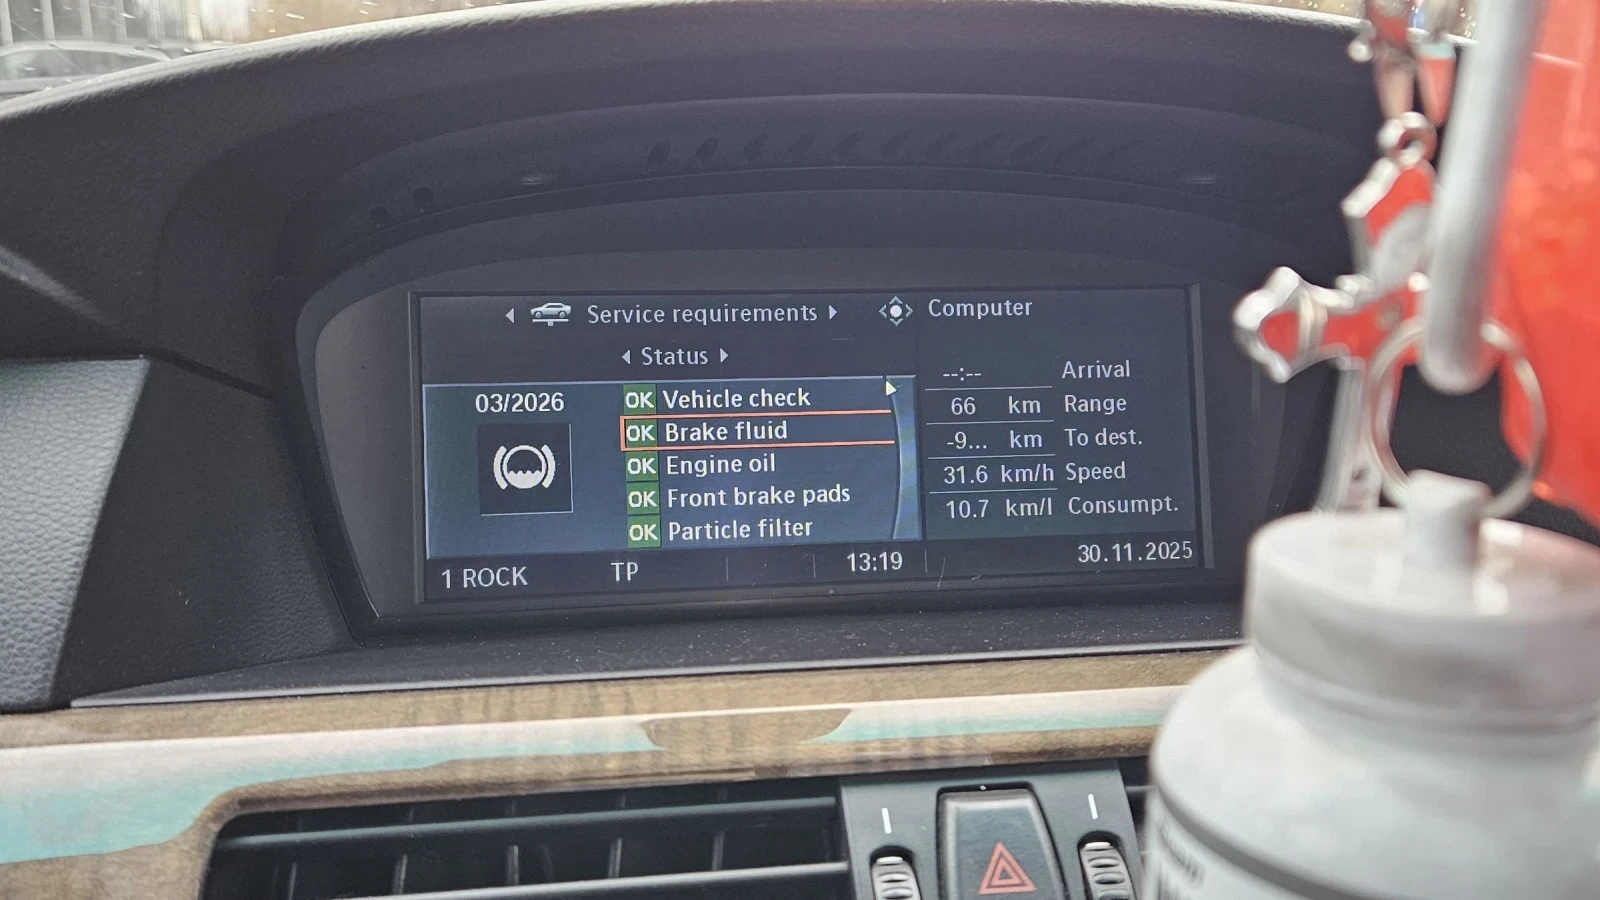 Service requirements
Computer
Status
03/2026
OK Vehicle check
OK Brake fluid
OK Engine oil
OK Front brake pads
OK Particle filter
--:-- Arrival
66 km Range
-9... km To dest.
31.6 km/h Speed
10.7 km/l Consumpt.
1 ROCK TP 13:19 30.11.2025